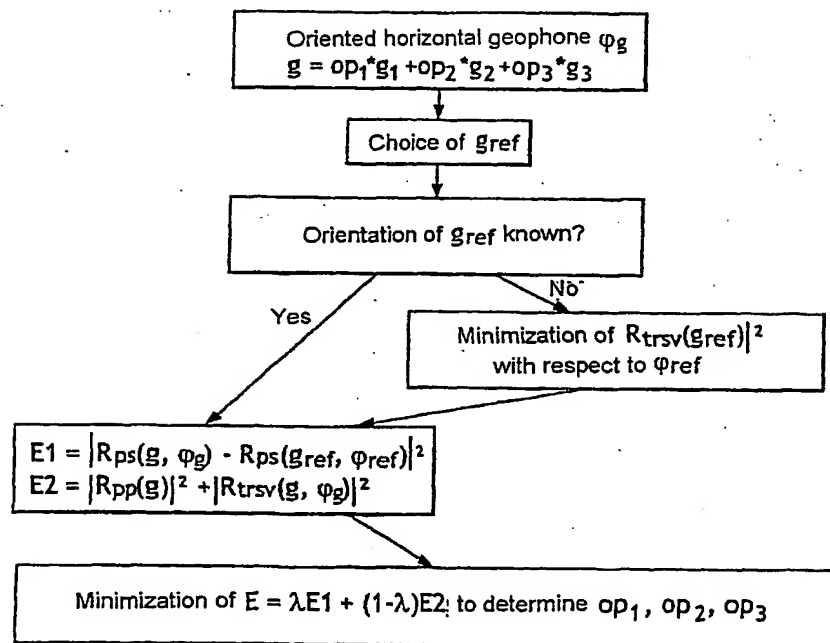 Oriented horizontal geophone φg
g = op1*g1+op2*g2+op3*g3
Choice of gref
Orientation of gref known?
Yes
No
Minimization of Rtrsv(gref)|²
with respect to φref
E1 = |Rps(g, φg) - Rps(gref, φref)|²
E2 = |Rpp(g)|² +|Rtrsv(g, φg)|²
Minimization of E = λE1 + (1-λ)E2; to determine op1, op2, op3